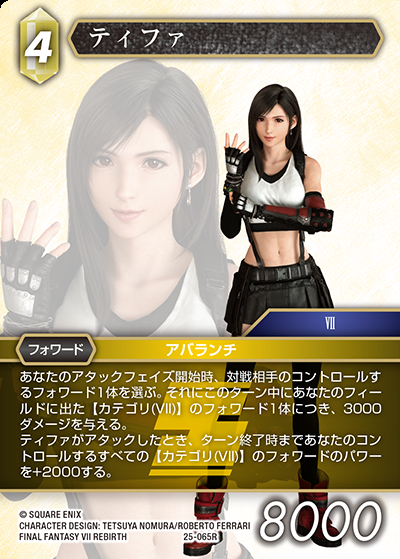 4
ティファ
VII
フォワード
アバランチ
あなたのアタックフェイズ開始時、対戦相手のコントロールす
るフォワード1体を選ぶ。それにこのターン中にあなたのフィー
ルドに出た【カテゴリ(VII)】のフォワード1体につき、3000
ダメージを与える。
ティファがアタックしたとき、ターン終了時まであなたのコント
ロールするすべての【カテゴリ(VII)】のフォワードのパワー
を+2000する。
© SQUARE ENIX
CHARACTER DESIGN: TETSUYA NOMURA/ROBERTO FERRARI
FINAL FANTASY VII REBIRTH
25-065R
8000